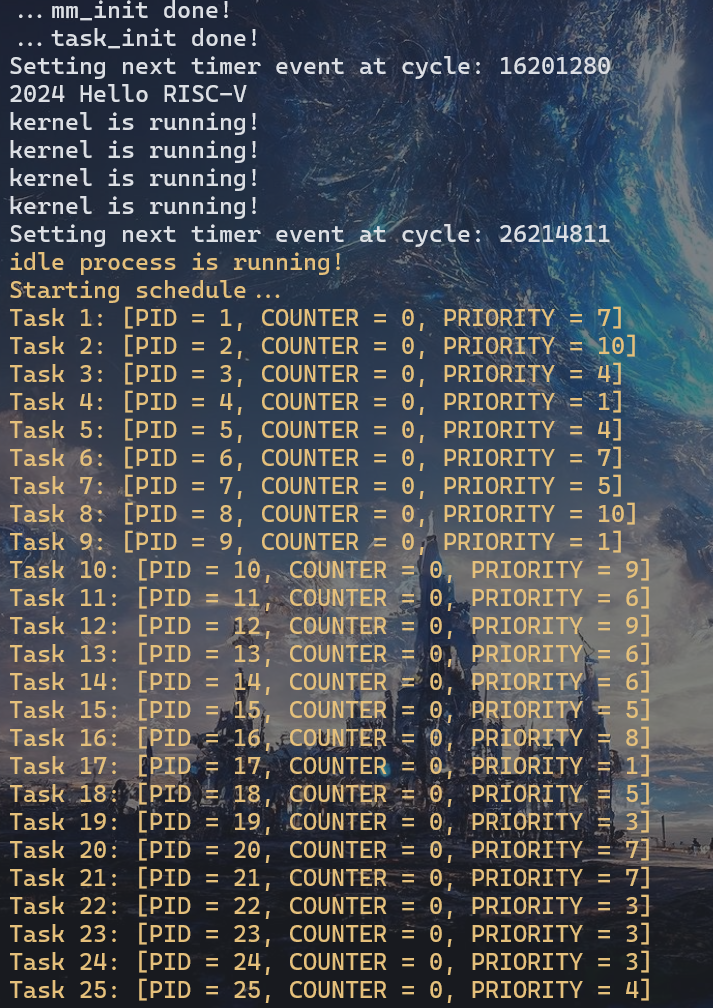 ...mm_init done!
...task_init done!
Setting next timer event at cycle: 16201280
2024 Hello RISC-V
kernel is running!
kernel is running!
kernel is running!
kernel is running!
Setting next timer event at cycle: 26214811
idle process is running!
Starting schedule...
Task 1: [PID = 1, COUNTER = 0, PRIORITY = 7]
Task 2: [PID = 2, COUNTER = 0, PRIORITY = 10]
Task 3: [PID = 3, COUNTER = 0, PRIORITY = 4]
Task 4: [PID = 4, COUNTER = 0, PRIORITY = 1]
Task 5: [PID = 5, COUNTER = 0, PRIORITY = 4]
Task 6: [PID = 6, COUNTER = 0, PRIORITY = 7]
Task 7: [PID = 7, COUNTER = 0, PRIORITY = 5]
Task 8: [PID = 8, COUNTER = 0, PRIORITY = 10]
Task 9: [PID = 9, COUNTER = 0, PRIORITY = 1]
Task 10: [PID = 10, COUNTER = 0, PRIORITY = 9]
Task 11: [PID = 11, COUNTER = 0, PRIORITY = 6]
Task 12: [PID = 12, COUNTER = 0, PRIORITY = 9]
Task 13: [PID = 13, COUNTER = 0, PRIORITY = 6]
Task 14: [PID = 14, COUNTER = 0, PRIORITY = 6]
Task 15: [PID = 15, COUNTER = 0, PRIORITY = 5]
Task 16: [PID = 16, COUNTER = 0, PRIORITY = 8]
Task 17: [PID = 17, COUNTER = 0, PRIORITY = 1]
Task 18: [PID = 18, COUNTER = 0, PRIORITY = 5]
Task 19: [PID = 19, COUNTER = 0, PRIORITY = 3]
Task 20: [PID = 20, COUNTER = 0, PRIORITY = 7]
Task 21: [PID = 21, COUNTER = 0, PRIORITY = 7]
Task 22: [PID = 22, COUNTER = 0, PRIORITY = 3]
Task 23: [PID = 23, COUNTER = 0, PRIORITY = 3]
Task 24: [PID = 24, COUNTER = 0, PRIORITY = 3]
Task 25: [PID = 25, COUNTER = 0, PRIORITY = 4]